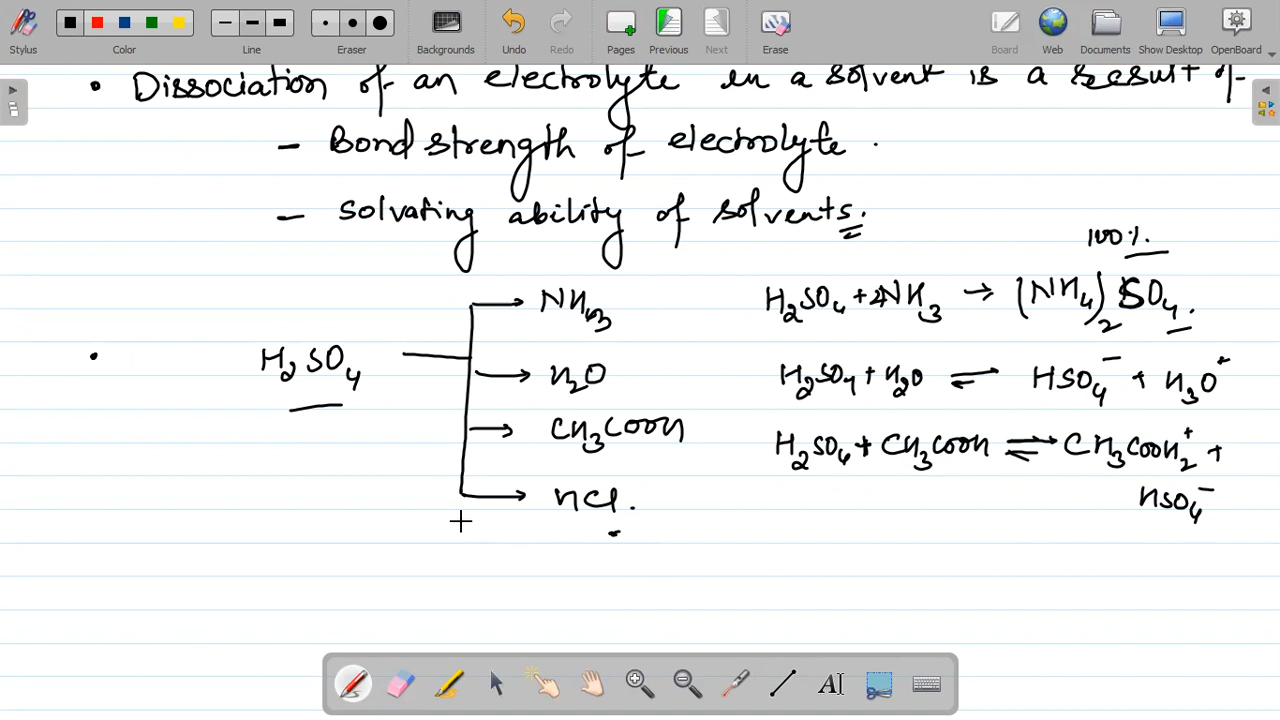 Stylus Color Line Eraser Backgrounds Undo Redo Pages Previous Next Erase Board Web Documents Show Desktop OpenBoard
• Dissociation of an electrolyte in a solvent is a result of
- Bond strength of electrolyte.
- Solvating ability of solvents.
100%.
• H₂SO₄ → NH₃
H₂SO₄ + 2NH₃ → (NH₄)₂SO₄.
→ H₂O
H₂SO₄ + H₂O ⇌ HSO₄⁻ + H₃O⁺
→ CH₃COOH
H₂SO₄ + CH₃COOH ⇌ CH₃COOH₂⁺ +
HSO₄⁻
→ HCl.
AI